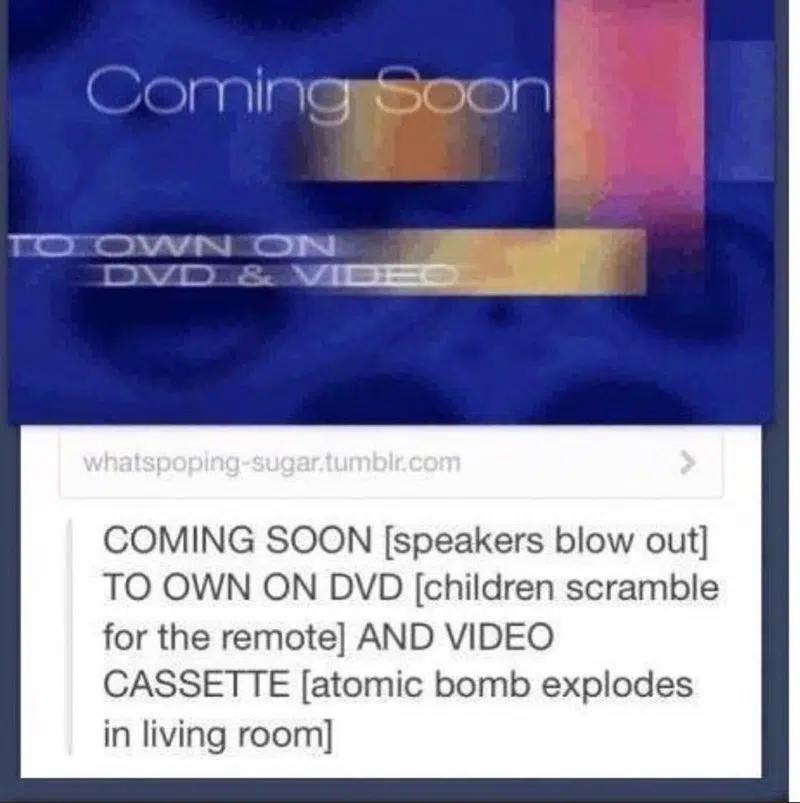 Coming Soon
TO OWN ON
DVD & VIDEO
whatspoping-sugar.tumblr.com
COMING SOON [speakers blow out]
TO OWN ON DVD [children scramble
for the remote] AND VIDEO
CASSETTE [atomic bomb explodes
in living room]